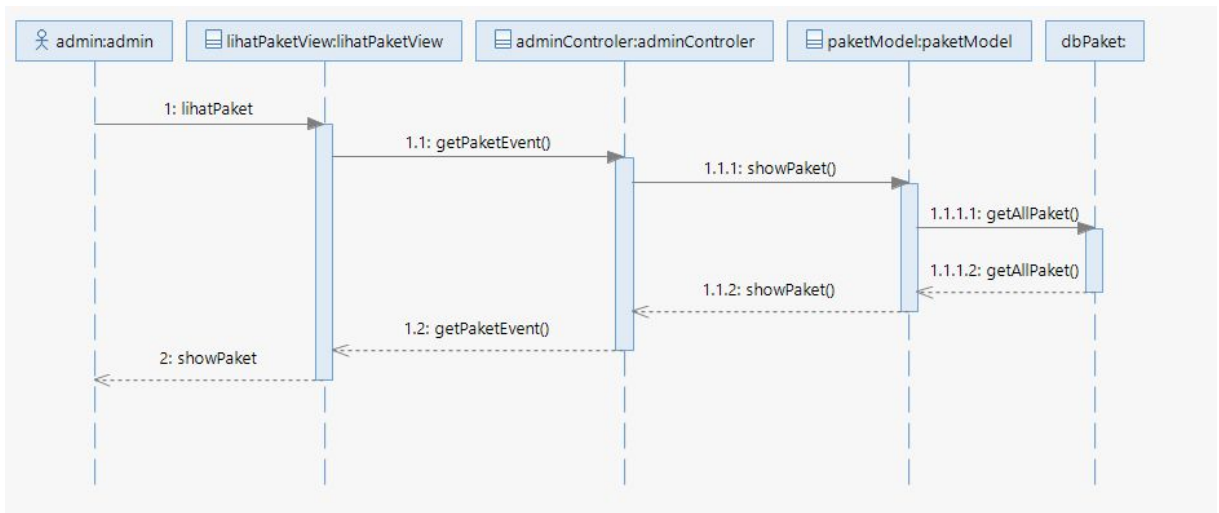 admin:admin
lihatPaketView:lihatPaketView
adminControler:adminControler
paketModel:paketModel
dbPaket:
1: lihatPaket
1.1: getPaketEvent()
1.1.1: showPaket()
1.1.1.1: getAllPaket()
1.1.1.2: getAllPaket()
1.1.2: showPaket()
1.2: getPaketEvent()
2: showPaket